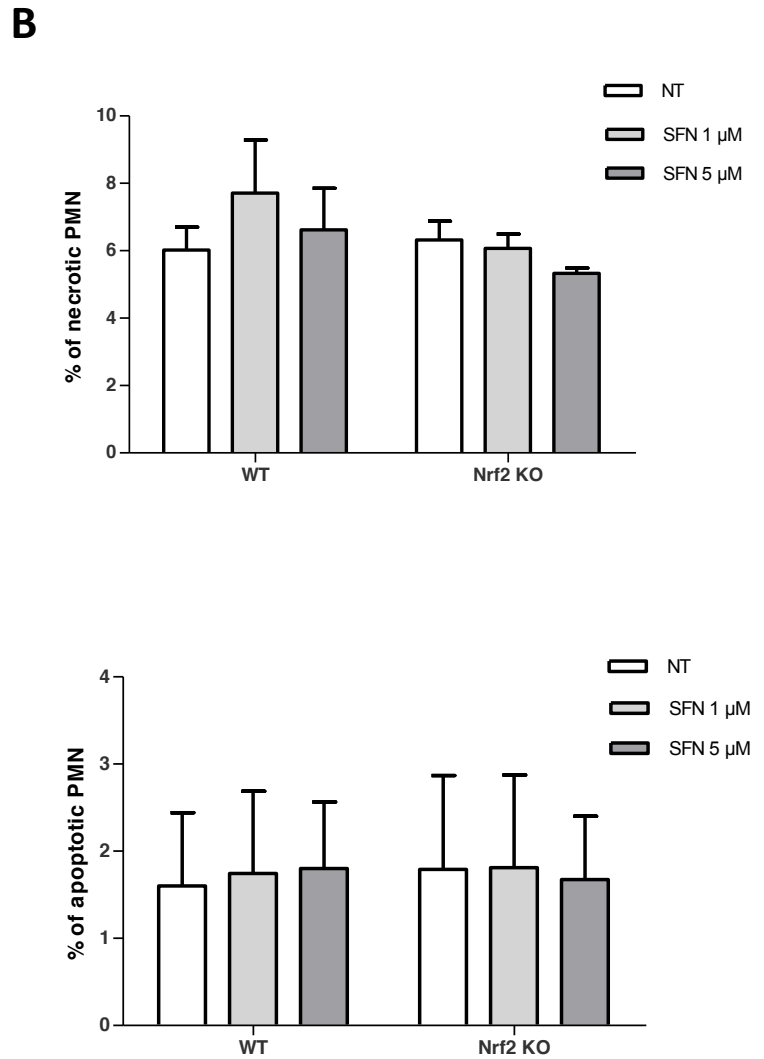 B
NT
SFN 1 µM
SFN 5 µM
% of necrotic PMN
10
8
6
4
2
0
WT Nrf2 KO
NT
SFN 1 µM
SFN 5 µM
% of apoptotic PMN
4
3
2
1
0
WT Nrf2 KO